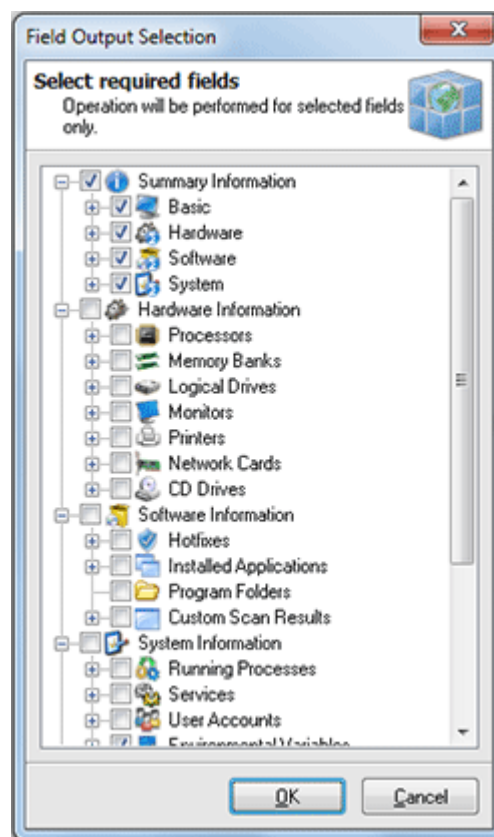 Field Output Selection
Select required fields
Operation will be performed for selected fields
only.
Summary Information
Basic
Hardware
Software
System
Hardware Information
Processors
Memory Banks
Logical Drives
Monitors
Printers
Network Cards
CD Drives
Software Information
Hotfixes
Installed Applications
Program Folders
Custom Scan Results
System Information
Running Processes
Services
User Accounts
Environmental Variables
OK
Cancel